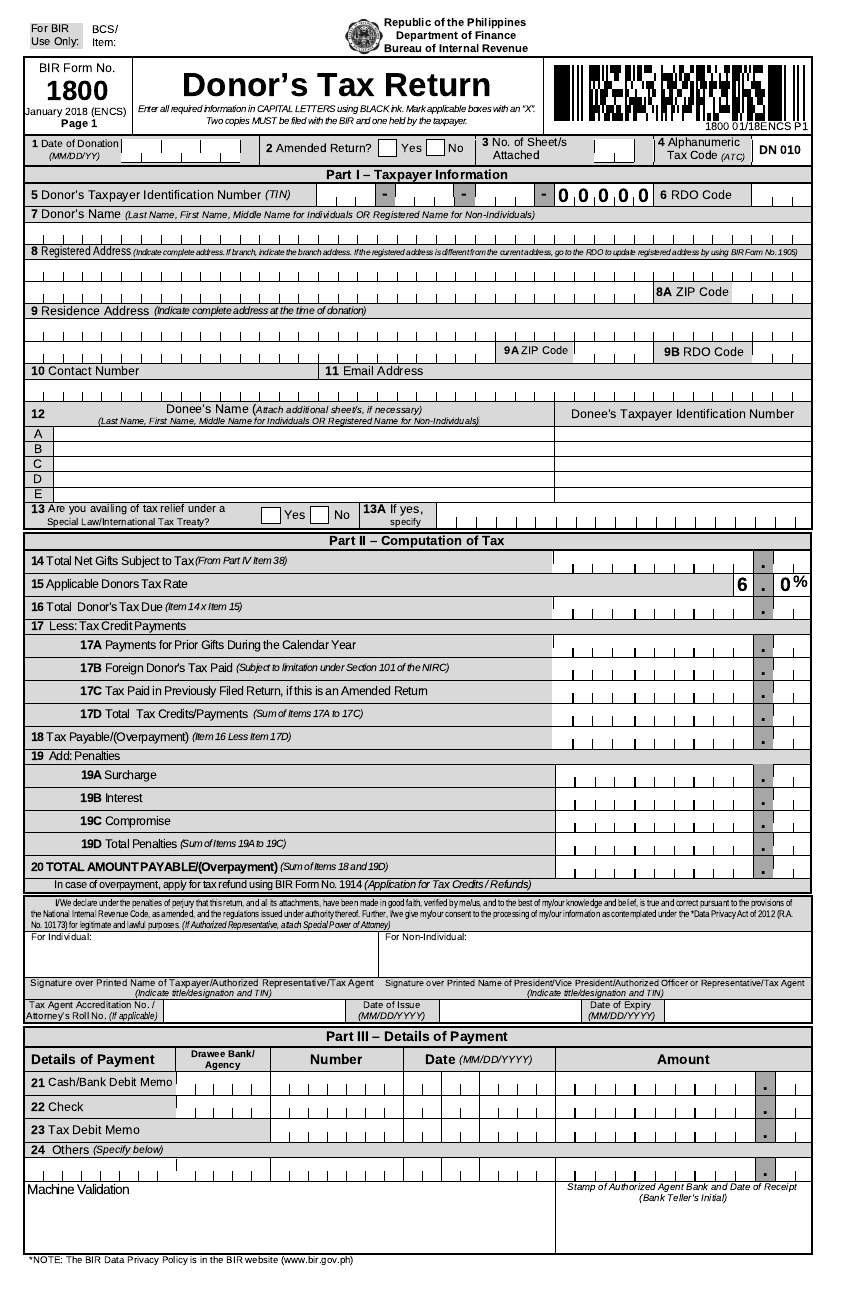 For BIR
Use Only:
BCS/
Item:
Republic of the Philippines
Department of Finance
Bureau of Internal Revenue
BIR Form No.
1800
January 2018 (ENCS)
Page 1
Donor's Tax Return
Enter all required information in CAPITAL LETTERS using BLACK ink. Mark applicable boxes with an "X".
Two copies MUST be filed with the BIR and one held by the taxpayer.
1800 01/18ENCS P1
1 Date of Donation
(MM/DD/YY)
2 Amended Return? Yes No
3 No. of Sheet/s
Attached
4 Alphanumeric
Tax Code (ATC)
DN 010
Part I – Taxpayer Information
5 Donor's Taxpayer Identification Number (TIN) - - - 0 0 0 0 0 6 RDO Code
7 Donor's Name (Last Name, First Name, Middle Name for Individuals OR Registered Name for Non-Individuals)
8 Registered Address (Indicate complete address. If branch, indicate the branch address. If the registered address is different from the current address, go to the RDO to update registered address by using BIR Form No. 1905)
8A ZIP Code
9 Residence Address (Indicate complete address at the time of donation)
9A ZIP Code 9B RDO Code
10 Contact Number 11 Email Address
12 Donee's Name (Attach additional sheet/s, if necessary)
(Last Name, First Name, Middle Name for Individuals OR Registered Name for Non-Individuals)
Donee's Taxpayer Identification Number
A
B
C
D
E
13 Are you availing of tax relief under a
Special Law/International Tax Treaty?
Yes No
13A If yes,
specify
Part II – Computation of Tax
14 Total Net Gifts Subject to Tax(From Part IV Item 38) .
15 Applicable Donors Tax Rate 6 . 0%
16 Total Donor's Tax Due (Item 14 x Item 15) .
17 Less: Tax Credit/Payments
17A Payments for Prior Gifts During the Calendar Year .
17B Foreign Donor's Tax Paid (Subject to limitation under Section 101 of the NIRC) .
17C Tax Paid in Previously Filed Return, if this is an Amended Return .
17D Total Tax Credits/Payments (Sum of Items 17A to 17C) .
18 Tax Payable/(Overpayment) (Item 16 Less Item 17D) .
19 Add: Penalties
19A Surcharge .
19B Interest .
19C Compromise .
19D Total Penalties (Sum of Items 19A to 19C) .
20 TOTAL AMOUNT PAYABLE/(Overpayment) (Sum of Items 18 and 19D) .
In case of overpayment, apply for tax refund using BIR Form No. 1914 (Application for Tax Credits / Refunds)
I/We declare under the penalties of perjury that this return, and all its attachments, have been made in good faith, verified by me/us, and to the best of my/our knowledge and belief, is true and correct pursuant to the provisions of
the National Internal Revenue Code, as amended, and the regulations issued under authority thereof. Further, I/we give my/our consent to the processing of my/our information as contemplated under the *Data Privacy Act of 2012 (R.A.
No. 10173) for legitimate and lawful purposes. (If Authorized Representative, attach Special Power of Attorney)
For Individual: For Non-Individual:
Signature over Printed Name of Taxpayer/Authorized Representative/Tax Agent
(Indicate title/designation and TIN)
Signature over Printed Name of President/Vice President/Authorized Officer or Representative/Tax Agent
(Indicate title/designation and TIN)
Tax Agent Accreditation No. /
Attorney's Roll No. (If applicable)
Date of Issue
(MM/DD/YYYY)
Date of Expiry
(MM/DD/YYYY)
Part III – Details of Payment
Details of Payment
Drawee Bank/
Agency
Number Date (MM/DD/YYYY) Amount
21 Cash/Bank Debit Memo .
22 Check .
23 Tax Debit Memo .
24 Others (Specify below)
.
Machine Validation
Stamp of Authorized Agent Bank and Date of Receipt
(Bank Teller's Initial)
*NOTE: The BIR Data Privacy Policy is in the BIR website (www.bir.gov.ph)